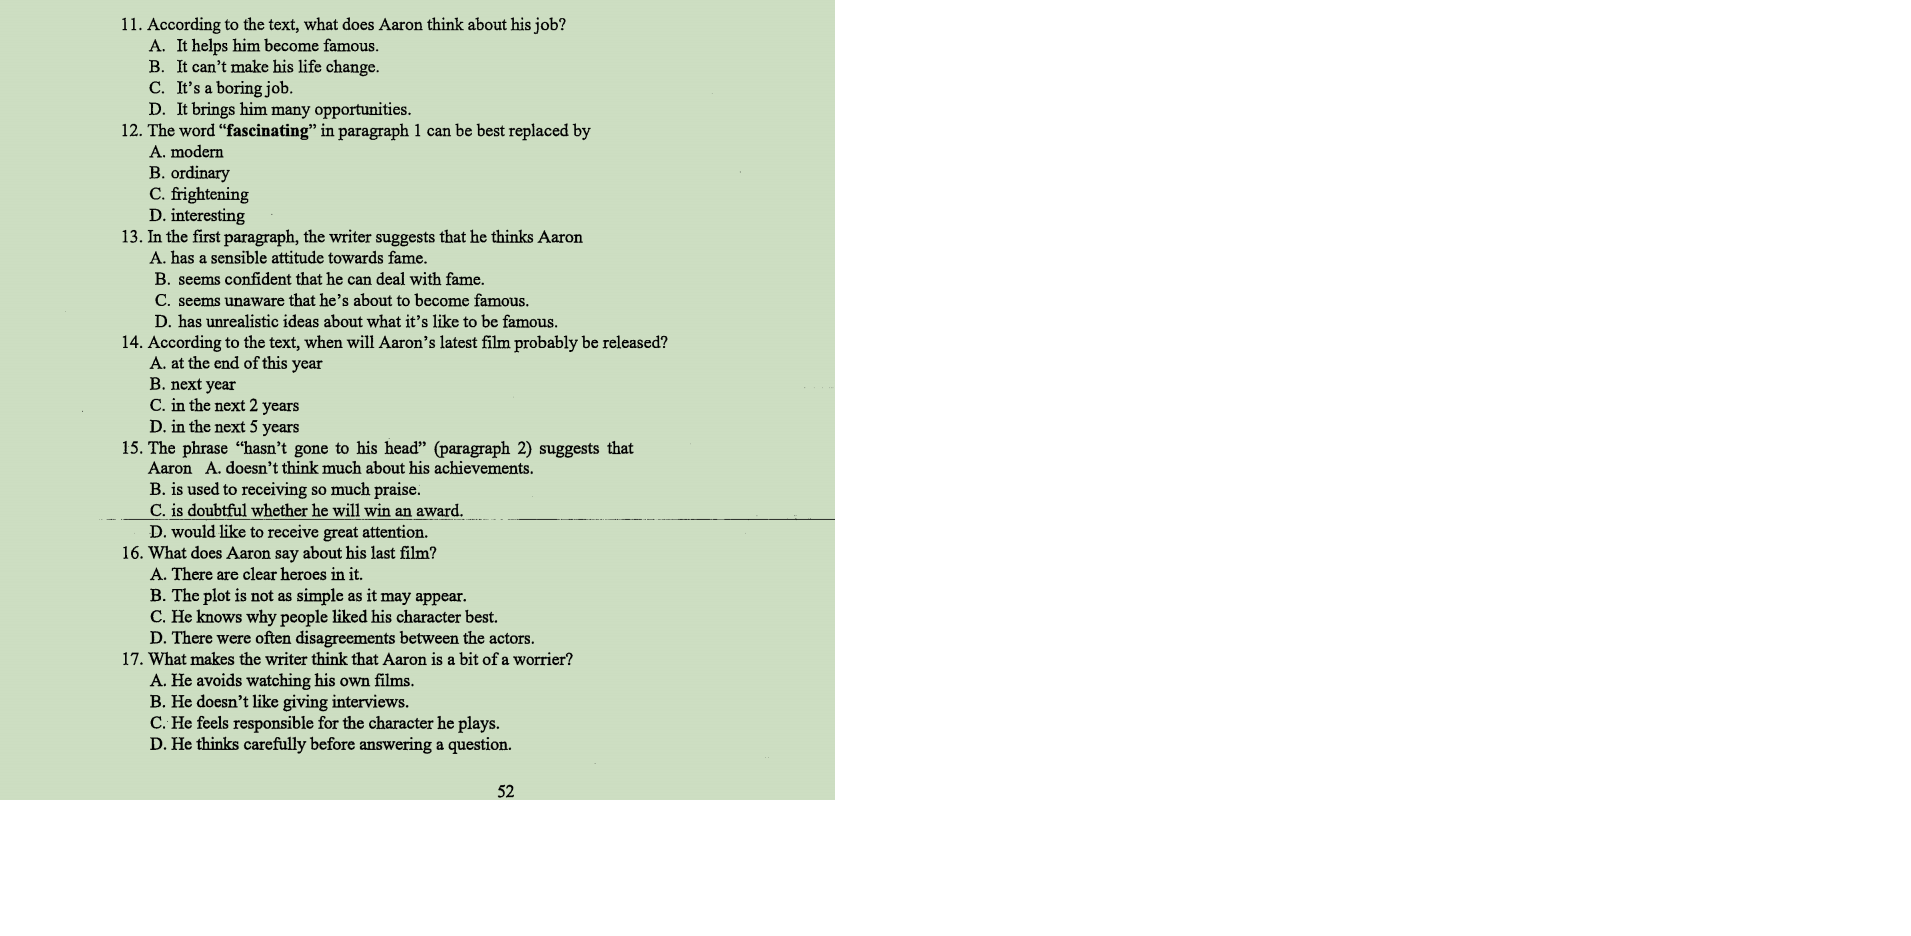 11. According to the text, what does Aaron think about his job?
A. It helps him become famous.
B. It can't make his life change.
C. It's a boring job.
D. It brings him many opportunities.
12. The word “fascinating” in paragraph 1 can be best replaced by
A. modern
B. ordinary
C. frightening
D. interesting
13. In the first paragraph, the writer suggests that he thinks Aaron
A. has a sensible attitude towards fame.
B. seems confident that he can deal with fame.
C. seems unaware that he's about to become famous.
D. has unrealistic ideas about what it's like to be famous.
14. According to the text, when will Aaron's latest film probably be released?
A. at the end of this year
B. next year
C. in the next 2 years
D. in the next 5 years
15. The phrase “hasn't gone to his head” (paragraph 2) suggests that
Aaron A. doesn't think much about his achievements.
B. is used to receiving so much praise.
C. is doubtful whether he will win an award.
D. would like to receive great attention.
16. What does Aaron say about his last film?
A. There are clear heroes in it.
B. The plot is not as simple as it may appear.
C. He knows why people liked his character best.
D. There were often disagreements between the actors.
17. What makes the writer think that Aaron is a bit of a worrier?
A. He avoids watching his own films.
B. He doesn't like giving interviews.
C. He feels responsible for the character he plays.
D. He thinks carefully before answering a question.
52